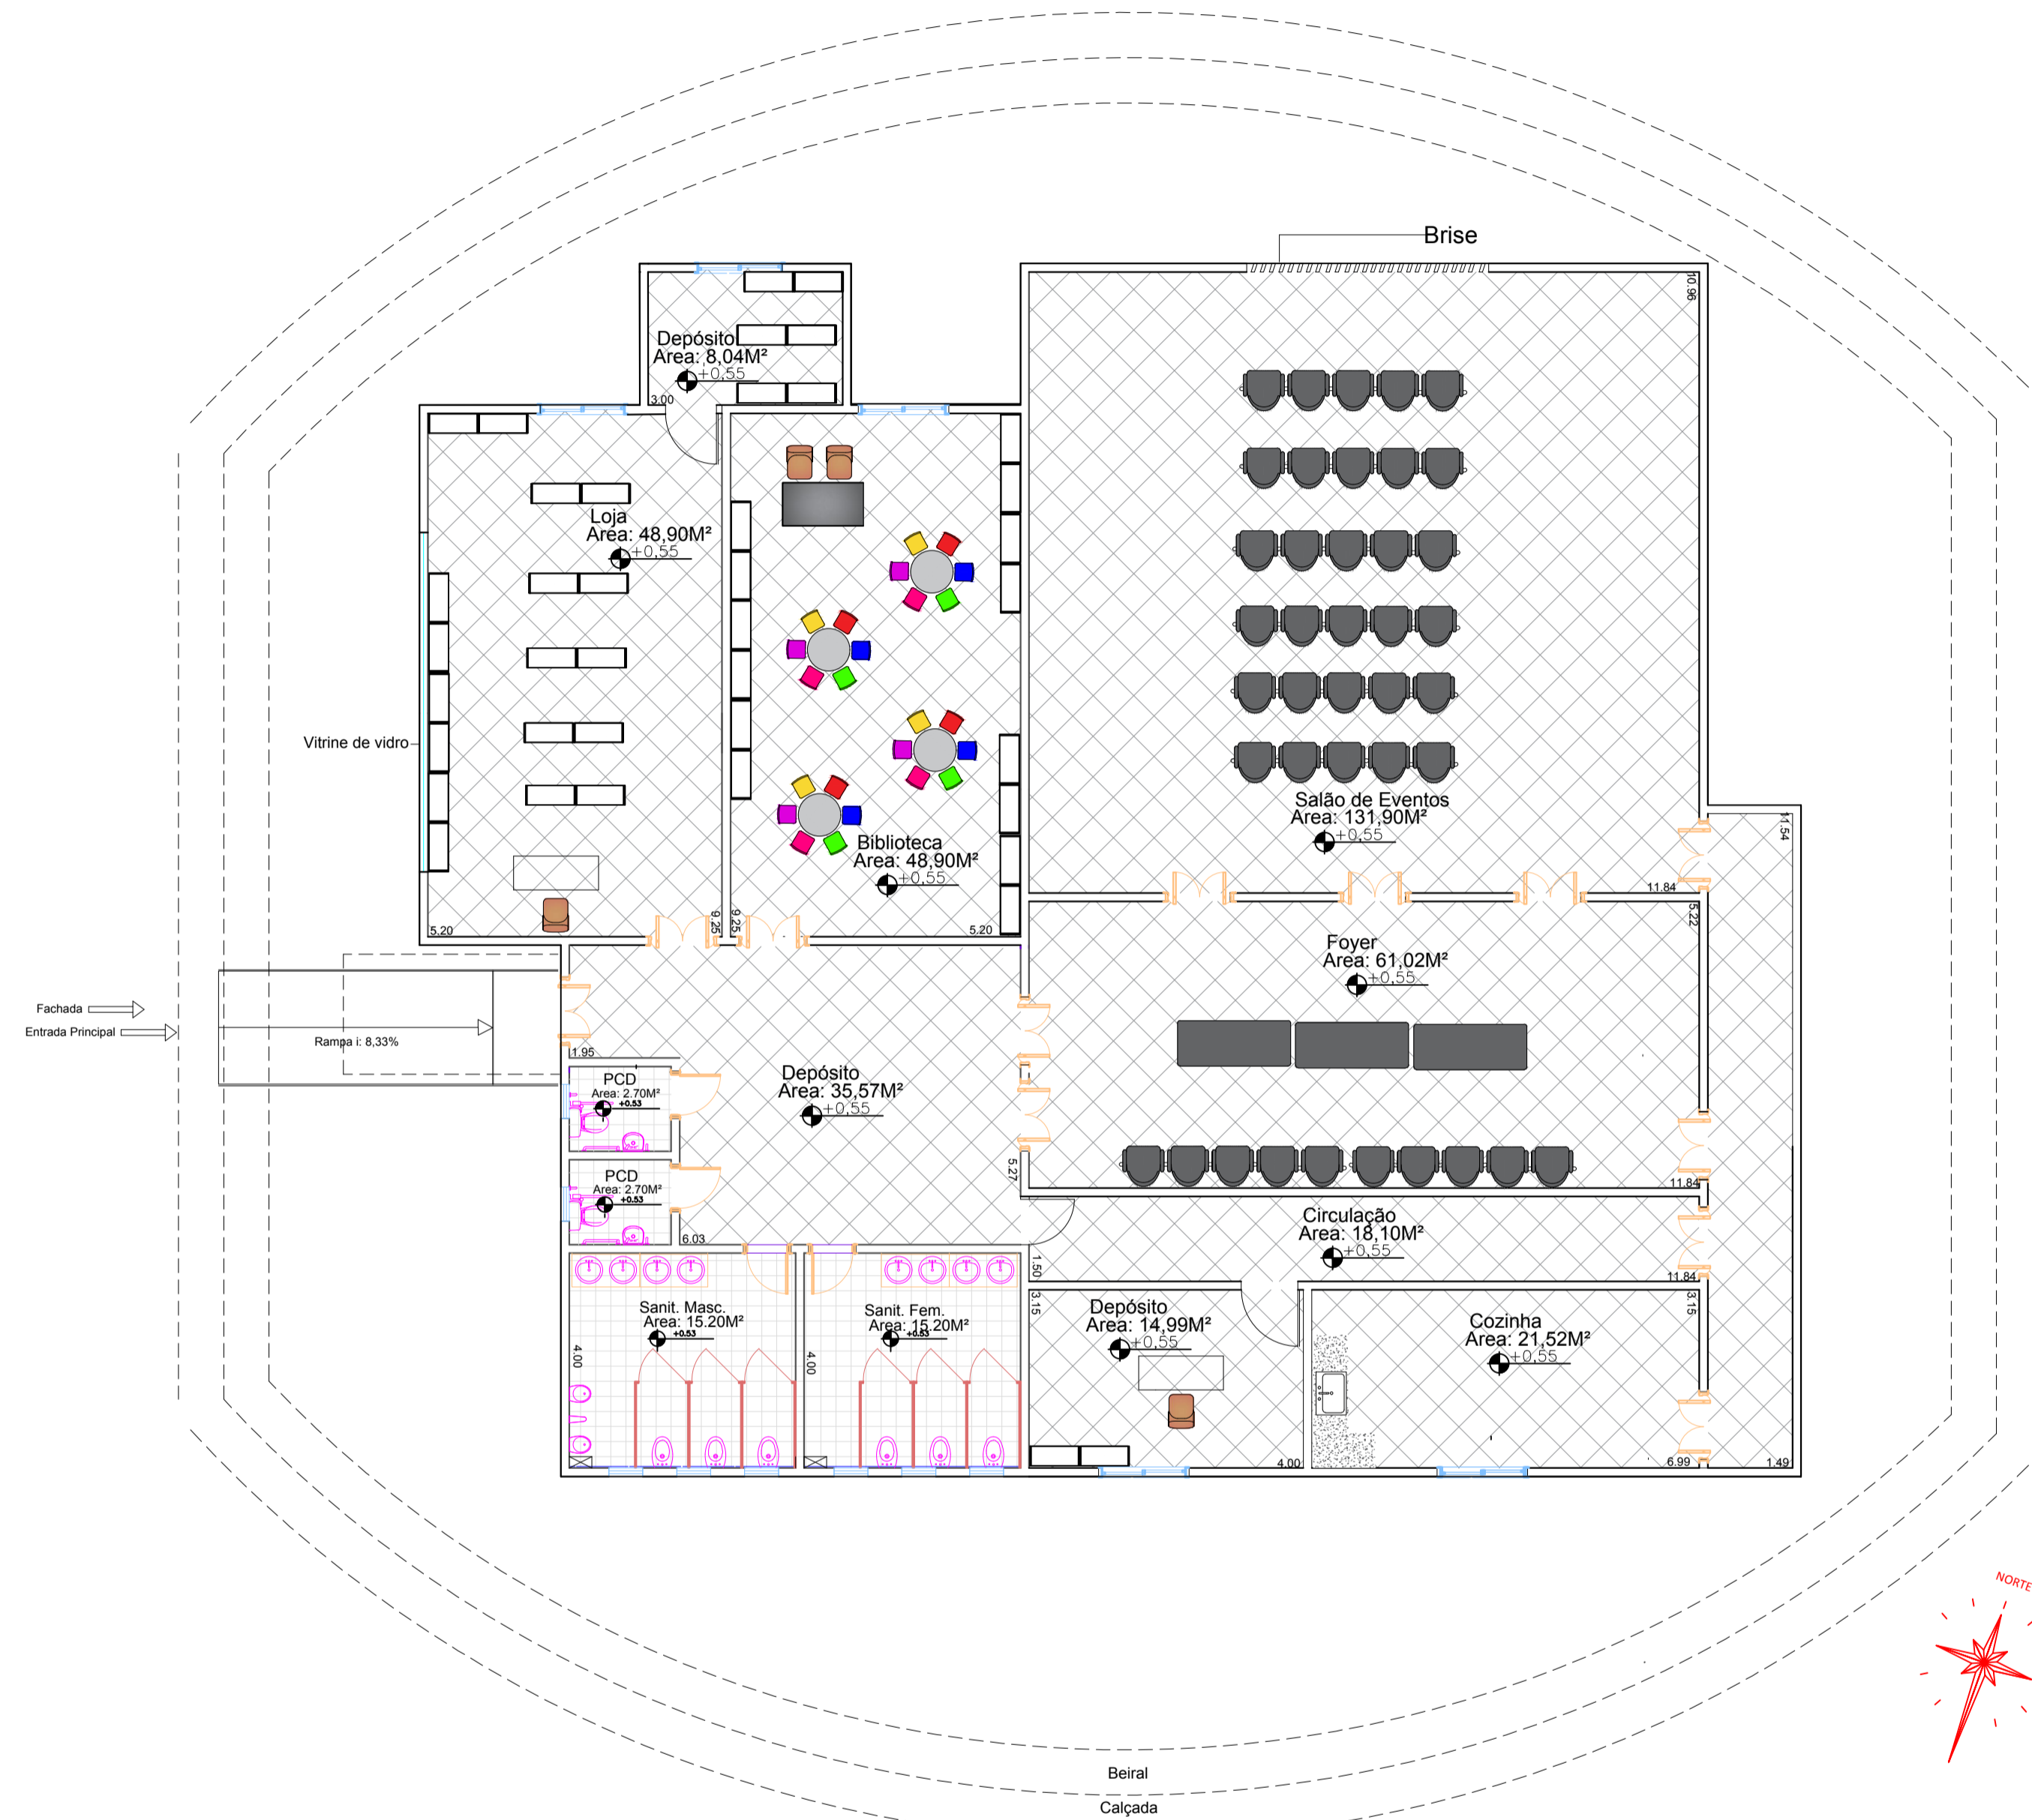 Brise
10.96
Depósito
Area: 8,04M²
+0,55
3.00
Loja
Area: 48,90M²
+0,55
Vitrine de vidro
Salão de Eventos
Area: 131,90M²
+0,55
11.54
Biblioteca
Area: 48,90M²
+0,55
11.84
5.20
9.25
9.25
5.20
5.22
Foyer
Area: 61,02M²
+0,55
Fachada
Entrada Principal
Rampa i: 8,33%
1.95
PCD
Area: 2.70M²
+0.53
Depósito
Area: 35,57M²
+0,55
5.27
PCD
Area: 2.70M²
+0.53
11.84
6.03
Circulação
Area: 18,10M²
+0,55
1.50
11.84
Sanit. Masc.
Area: 15.20M²
+0.53
4.00
Sanit. Fem.
Area: 15.20M²
+0.53
4.00
3.15
Depósito
Area: 14,99M²
+0,55
4.00
Cozinha
Area: 21,52M²
+0,55
3.15
6.99
1.49
NORTE
Beiral
Calçada